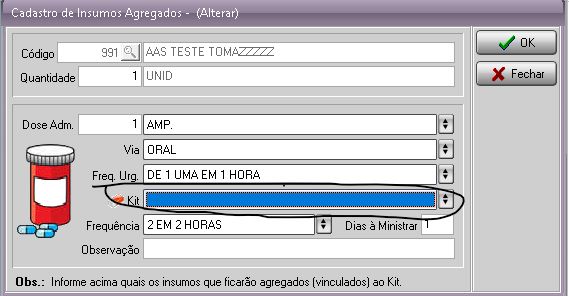 Cadastro de Insumos Agregados - (Alterar)
Código 991 AAS TESTE TOMAZZZZZ
Quantidade 1 UNID
OK
Fechar
Dose Adm. 1 AMP.
Via ORAL
Freq. Urg. DE 1 UMA EM 1 HORA
Kit
Frequência 2 EM 2 HORAS Dias à Ministrar 1
Observação
Obs.: Informe acima quais os insumos que ficarão agregados (vinculados) ao Kit.